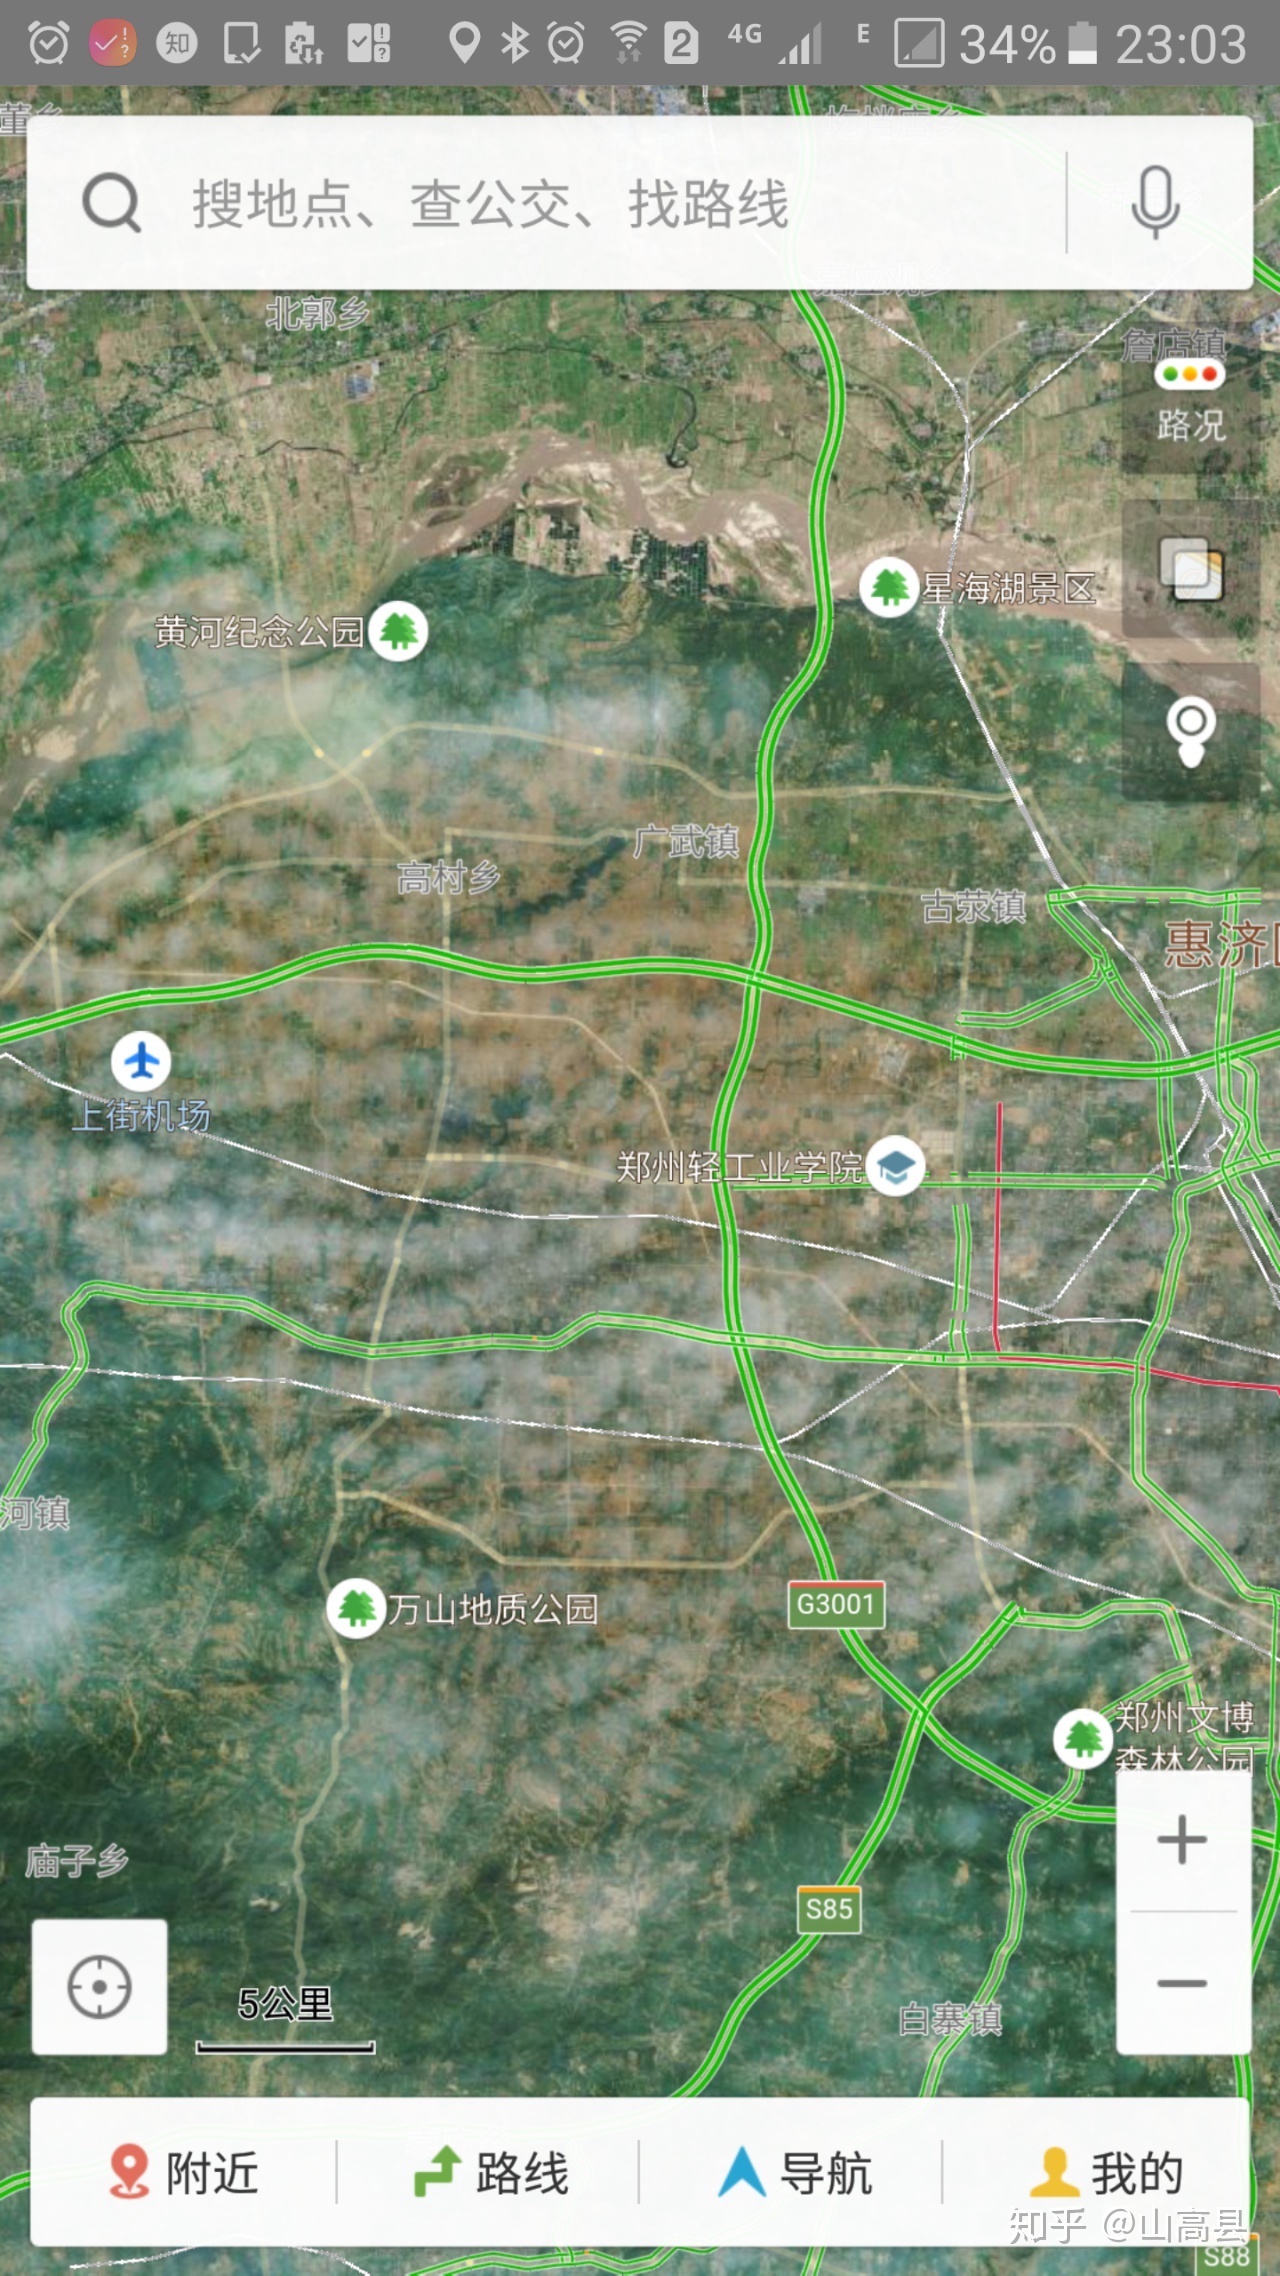 4G
E
34%
23:03
知
2
搜地点、查公交、找路线
北郭乡
詹店镇
路况
星海湖景区
黄河纪念公园
广武镇
高村乡
古荥镇
惠济
上街机场
郑州轻工业学院
河镇
万山地质公园
G3001
郑州文博
森林公园
庙子乡
S85
5公里
白寨镇
附近
路线
导航
我的
知乎 @山高县
S88